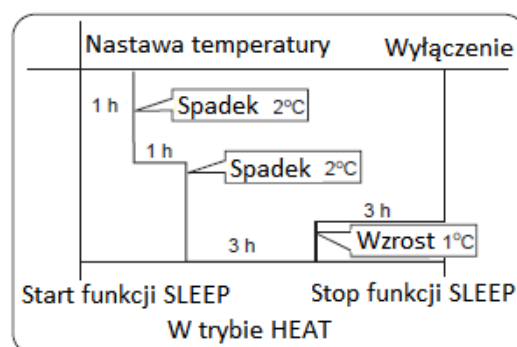 Nastawa temperatury Wyłączenie
1 h Spadek 2°C
1 h Spadek 2°C
3 h
3 h Wzrost 1°C
Start funkcji SLEEP Stop funkcji SLEEP
W trybie HEAT